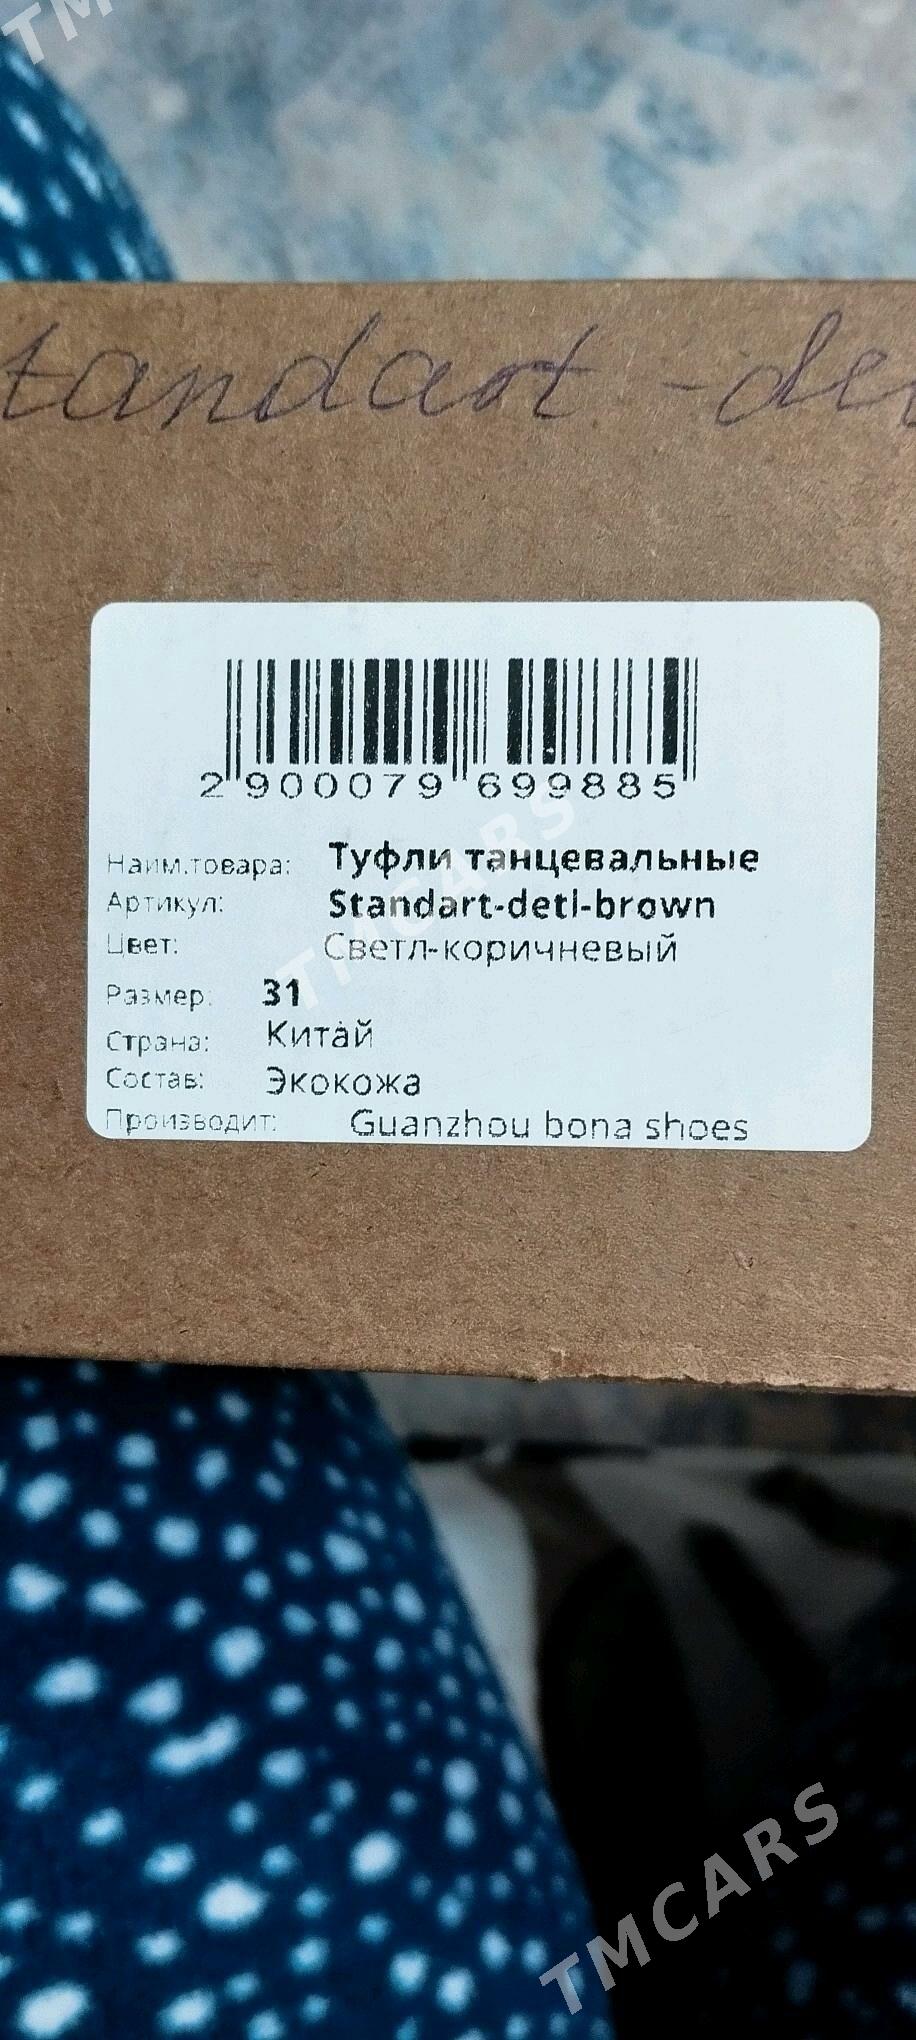 TM
tandart - de
2 900079 699885
Наим.товара: Туфли танцевальные
Артикул: Standart-detl-brown
Цвет: Светл-коричневый
Размер: 31
Страна: Китай
Состав: Экокожа
Производит: Guanzhou bona shoes
TMCARS
TMCARS